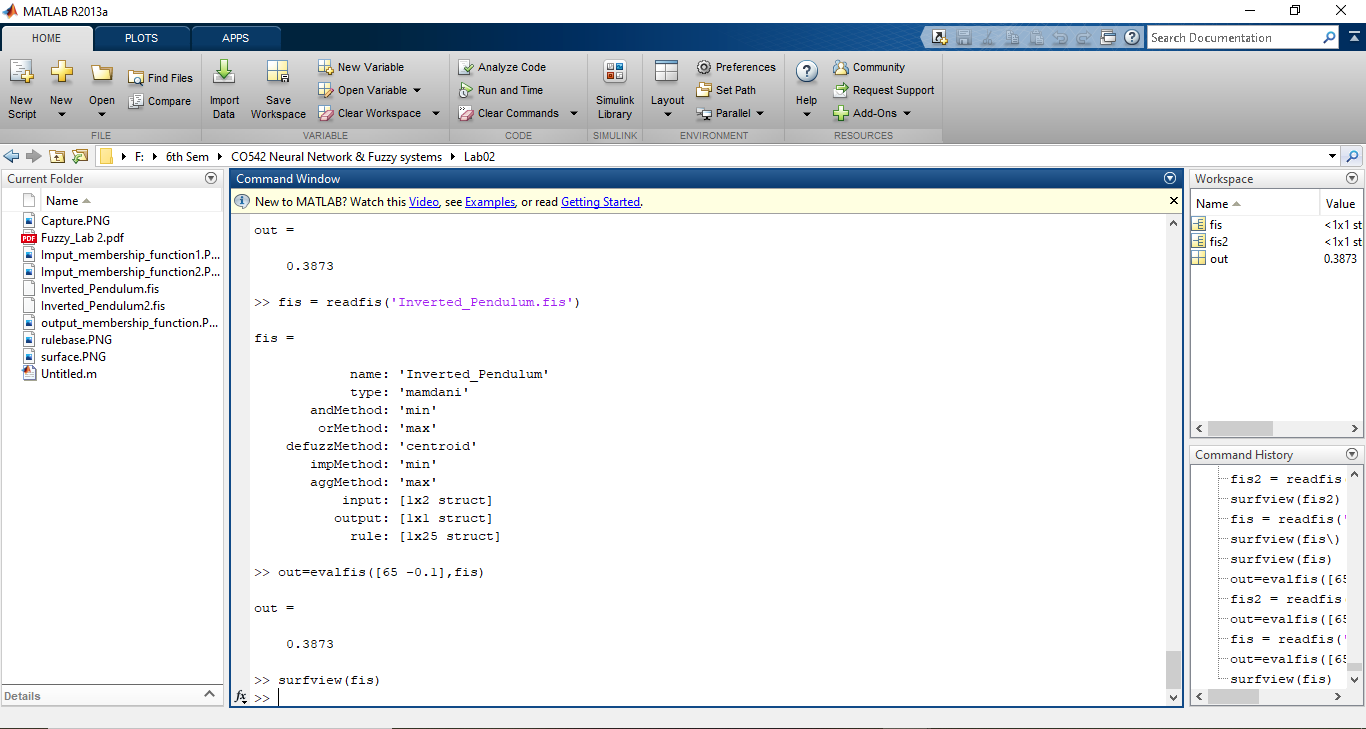 MATLAB R2013a
HOME PLOTS APPS
Search Documentation
New Script
New
Open
Find Files
Compare
FILE
Import Data
Save Workspace
New Variable
Open Variable
Clear Workspace
VARIABLE
Analyze Code
Run and Time
Clear Commands
CODE
Simulink Library
SIMULINK
Layout
Preferences
Set Path
Parallel
ENVIRONMENT
Help
Community
Request Support
Add-Ons
RESOURCES
F: 6th Sem CO542 Neural Network & Fuzzy systems Lab02
Current Folder
Name
Capture.PNG
PDF Fuzzy_Lab 2.pdf
Imput_membership_function1.P...
Imput_membership_function2.P...
Inverted_Pendulum.fis
Inverted_Pendulum2.fis
output_membership_function.P...
rulebase.PNG
surface.PNG
Untitled.m
Details
Command Window
New to MATLAB? Watch this Video, see Examples, or read Getting Started.
out =
0.3873
>> fis = readfis('Inverted_Pendulum.fis')
fis =
name: 'Inverted_Pendulum'
type: 'mamdani'
andMethod: 'min'
orMethod: 'max'
defuzzMethod: 'centroid'
impMethod: 'min'
aggMethod: 'max'
input: [1x2 struct]
output: [1x1 struct]
rule: [1x25 struct]
>> out=evalfis([65 -0.1],fis)
out =
0.3873
>> surfview(fis)
fx >>
Workspace
Name Value
fis <1x1 st
fis2 <1x1 st
out 0.3873
Command History
fis2 = readfis
surfview(fis2)
fis = readfis('
surfview(fis\)
surfview(fis)
out=evalfis([65
fis2 = readfis
out=evalfis([65
fis = readfis('
out=evalfis([65
surfview(fis)